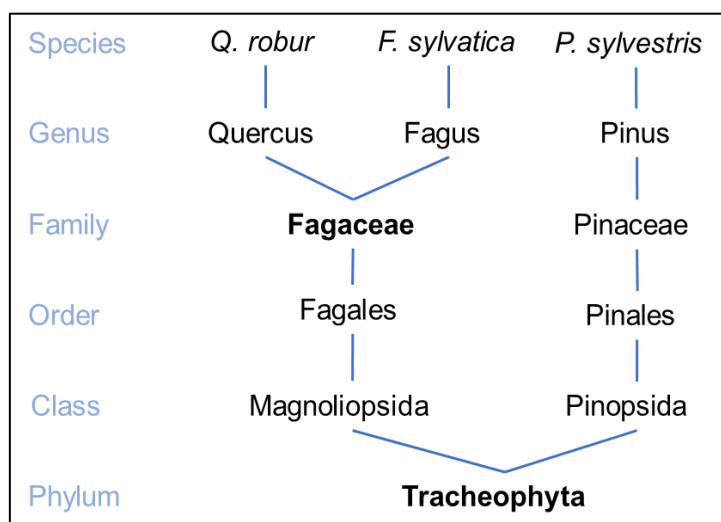 Species Q. robur F. sylvatica P. sylvestris
Genus Quercus Fagus Pinus
Family Fagaceae Pinaceae
Order Fagales Pinales
Class Magnoliopsida Pinopsida
Phylum Tracheophyta